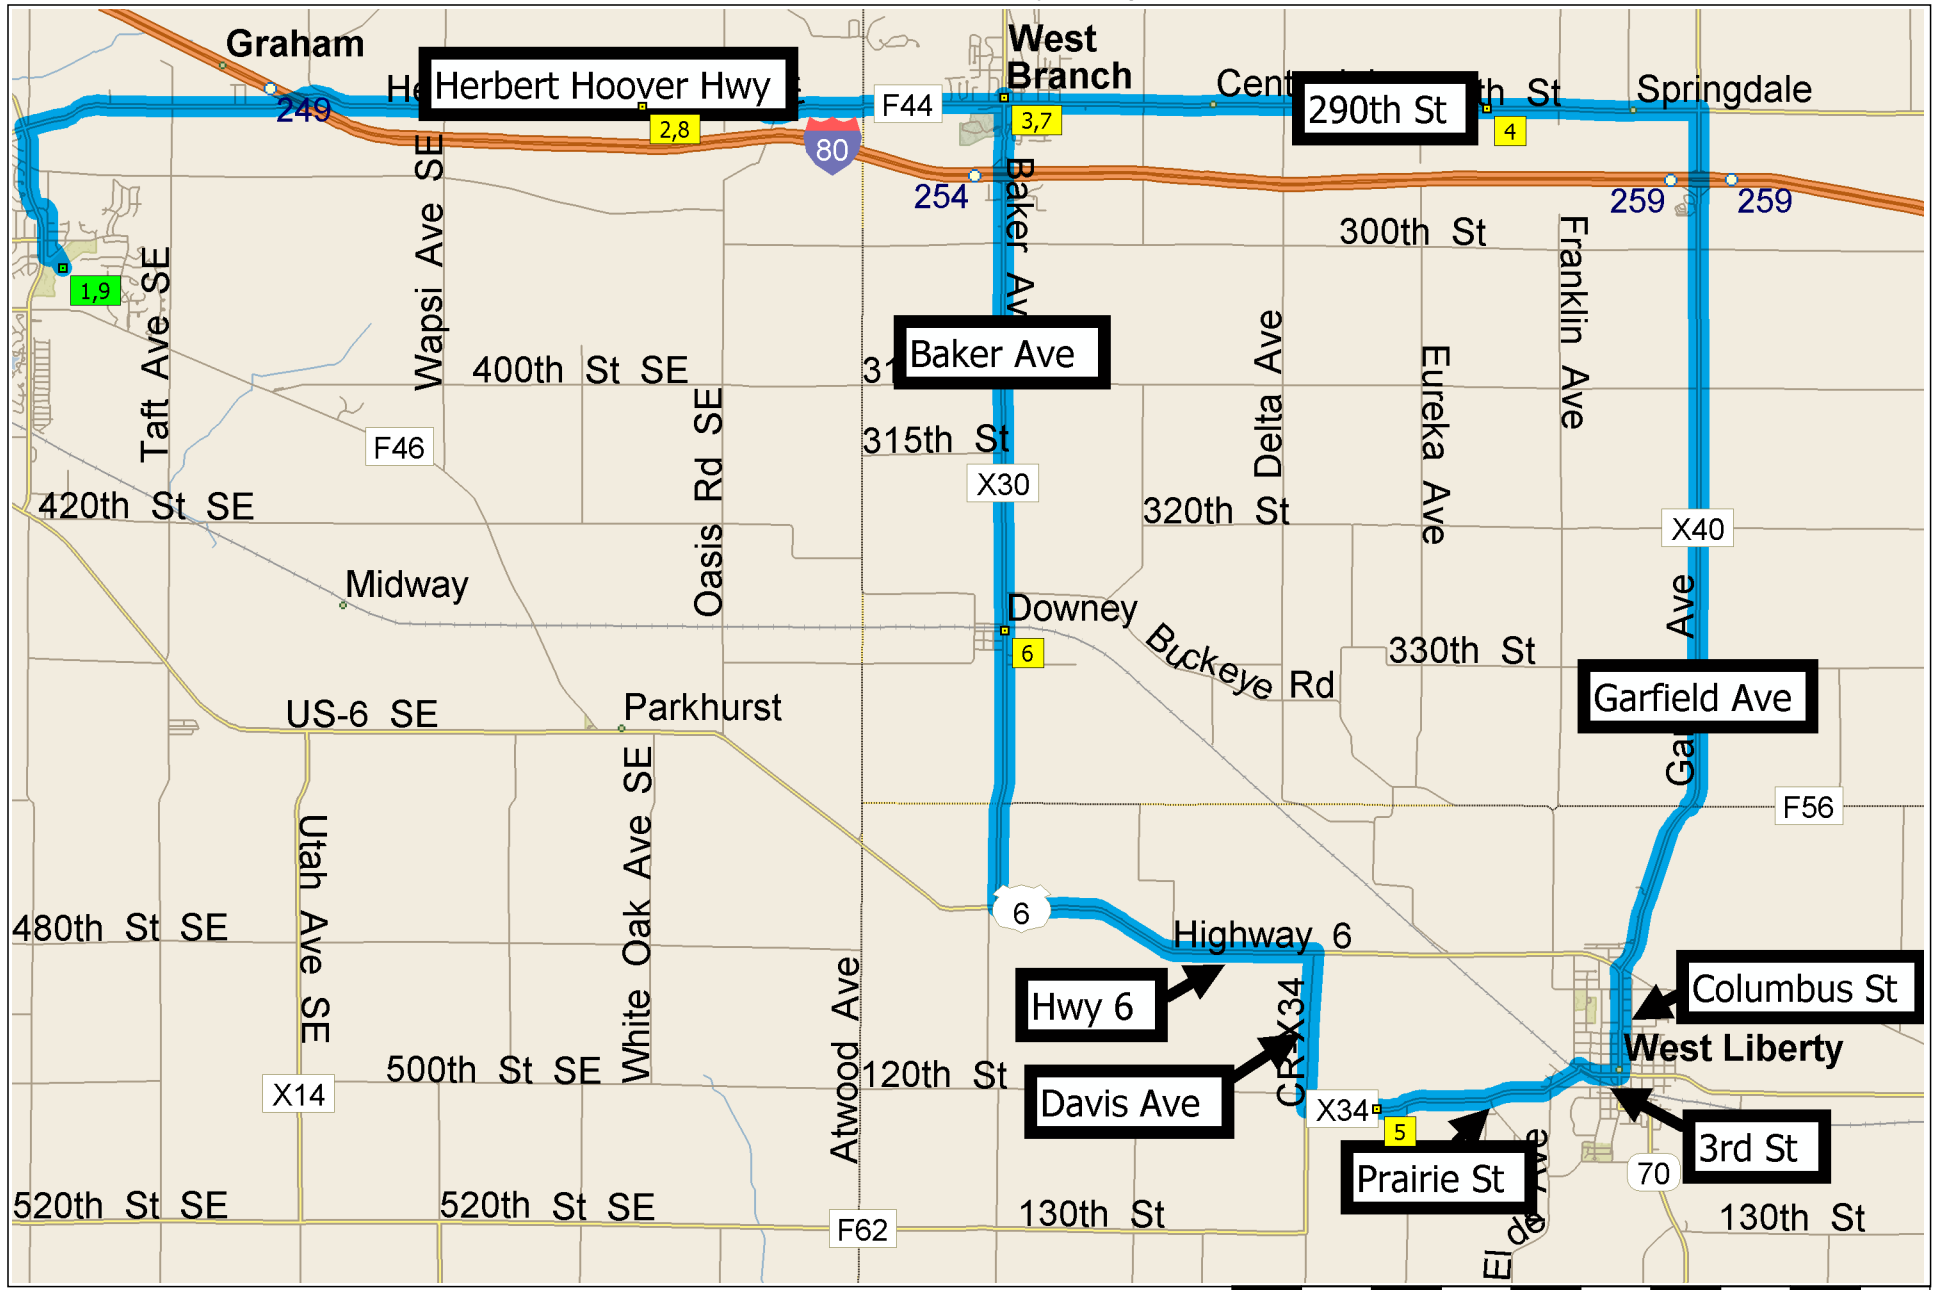 Graham
West
Branch
Herbert Hoover Hwy
F44
290th St
Springdale
249
2,8
3,7
4
80
254
259
259
Baker Av
300th St
Franklin Ave
1,9
Taft Ave SE
Wapsi Ave SE
400th St SE
Baker Ave
Delta Ave
Eureka Ave
F46
Oasis Rd SE
315th St
X30
420th St SE
320th St
X40
Midway
Downey
6
Buckeye Rd
330th St
Ave
Garfield Ave
US-6 SE
Parkhurst
F56
Utah Ave SE
White Oak Ave SE
6
480th St SE
Highway 6
Atwood Ave
Hwy 6
CR-X34
Columbus St
West Liberty
500th St SE
120th St
X14
Davis Ave
X34
5
Prairie St
3rd St
70
520th St SE
520th St SE
F62
130th St
El de
130th St